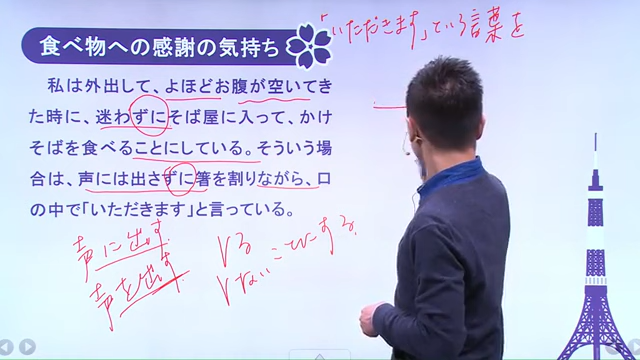 食べ物への感謝の気持ち
「いただきます」ている言葉を
私は外出して、よほどお腹が空いてき
た時に、迷わずにそば屋に入って、かけ
そばを食べることにしている。そういう場
合は、声には出さずに箸を割りながら、口
の中で「いただきます」と言っている。
声に出す
声を出す
Vる
Vないことにする